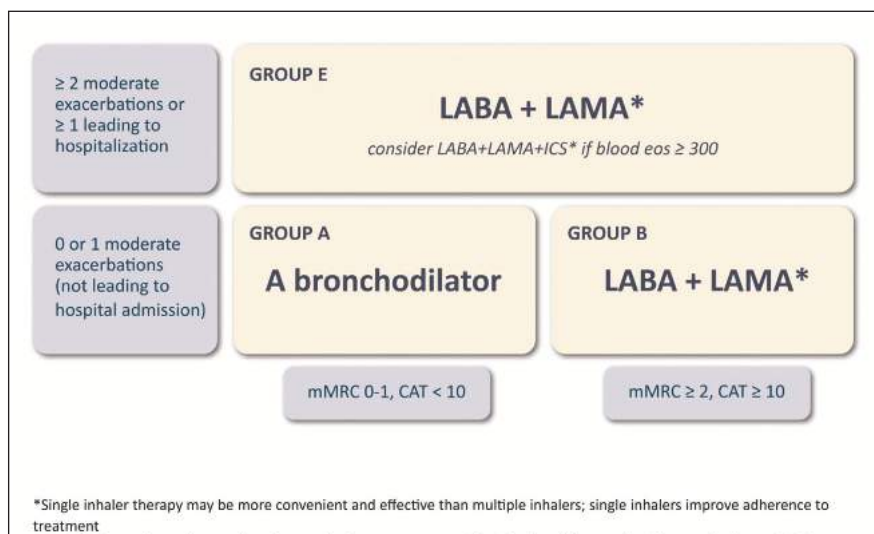 ≥ 2 moderate
exacerbations or
≥ 1 leading to
hospitalization
GROUP E
LABA + LAMA*
consider LABA+LAMA+ICS* if blood eos ≥ 300
0 or 1 moderate
exacerbations
(not leading to
hospital admission)
GROUP A
A bronchodilator
GROUP B
LABA + LAMA*
mMRC 0-1, CAT < 10
mMRC ≥ 2, CAT ≥ 10
*Single inhaler therapy may be more convenient and effective than multiple inhalers; single inhalers improve adherence to
treatment